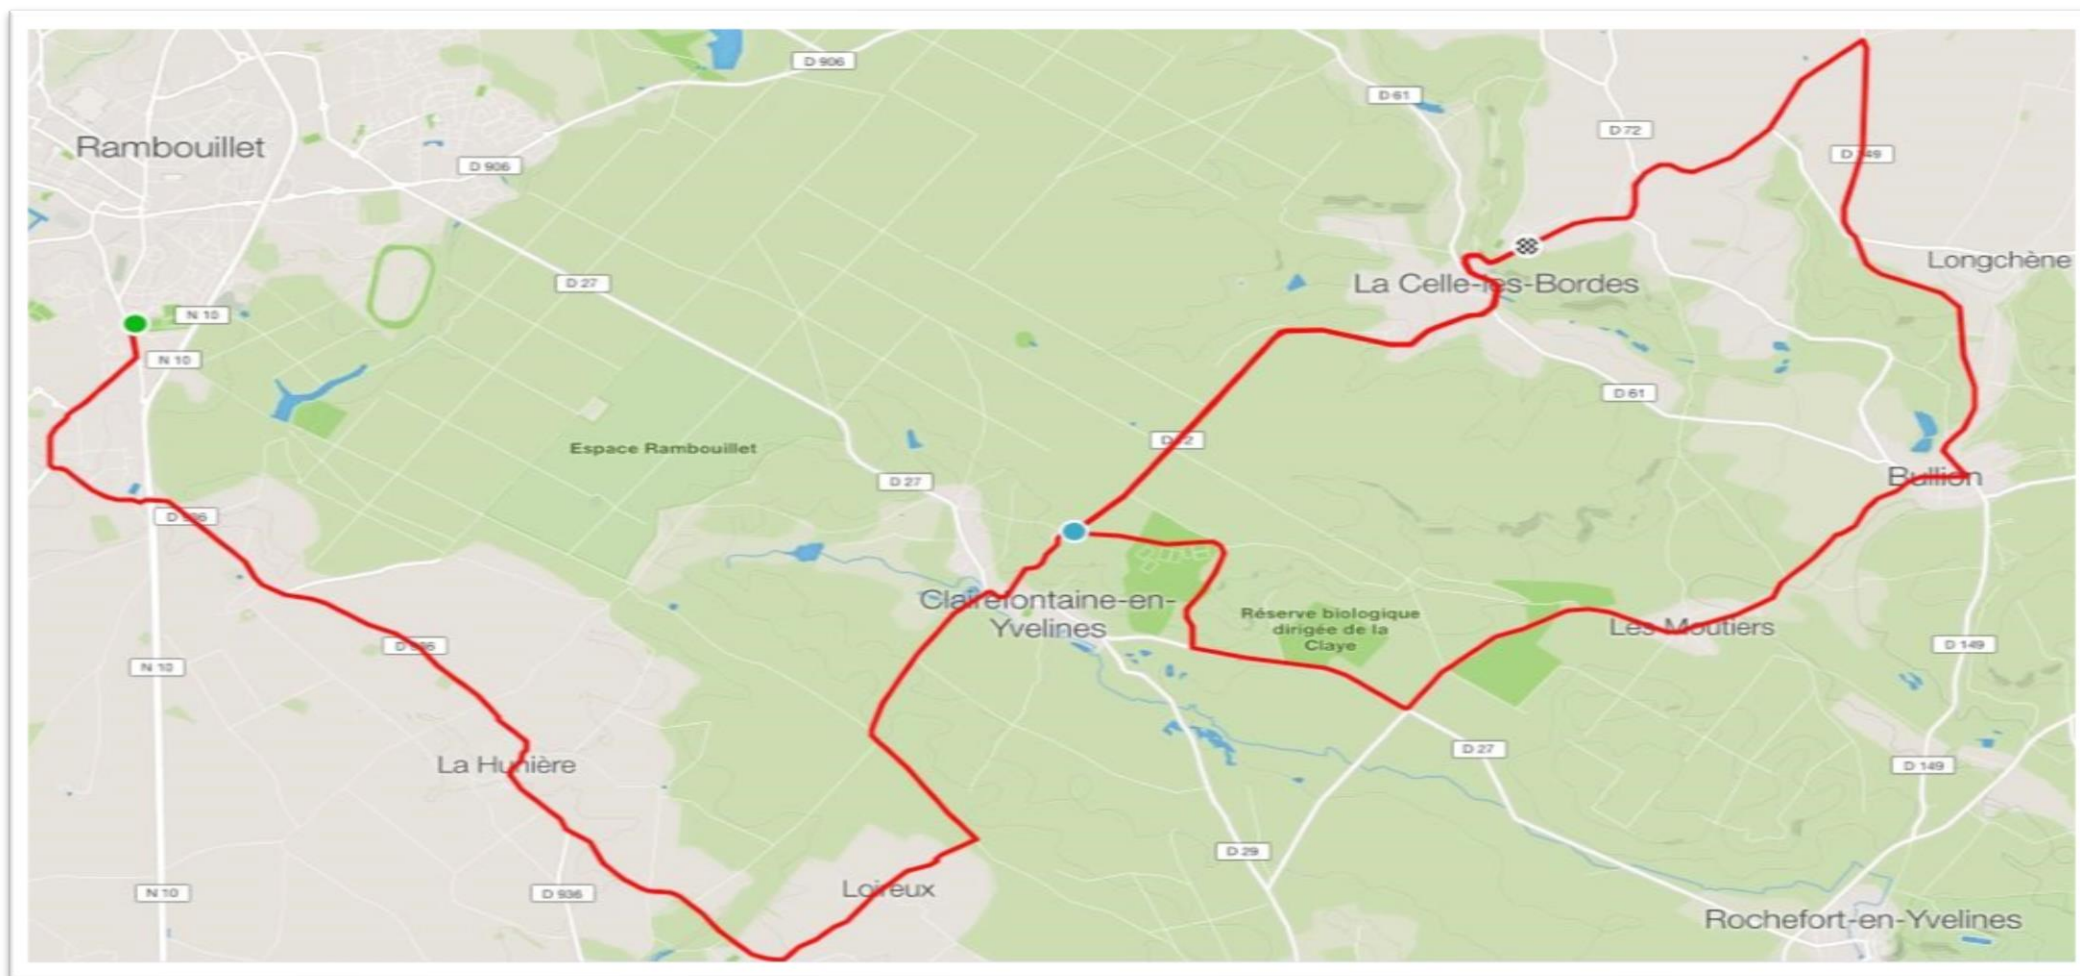 D 906
D 61
D 72
Rambouillet
D 906
Longchène
La Celle-les-Bordes
D 27
N 10
N 10
D 61
Espace Rambouillet
D 27
Bullion
Clairefontaine-en-
Yvelines
Réserve biologique
dirigée de la
Claye
Les Moutiers
D 149
N 10
La Hunière
D 27
D 149
D 29
Loireux
N 10
D 936
Rochefort-en-Yvelines